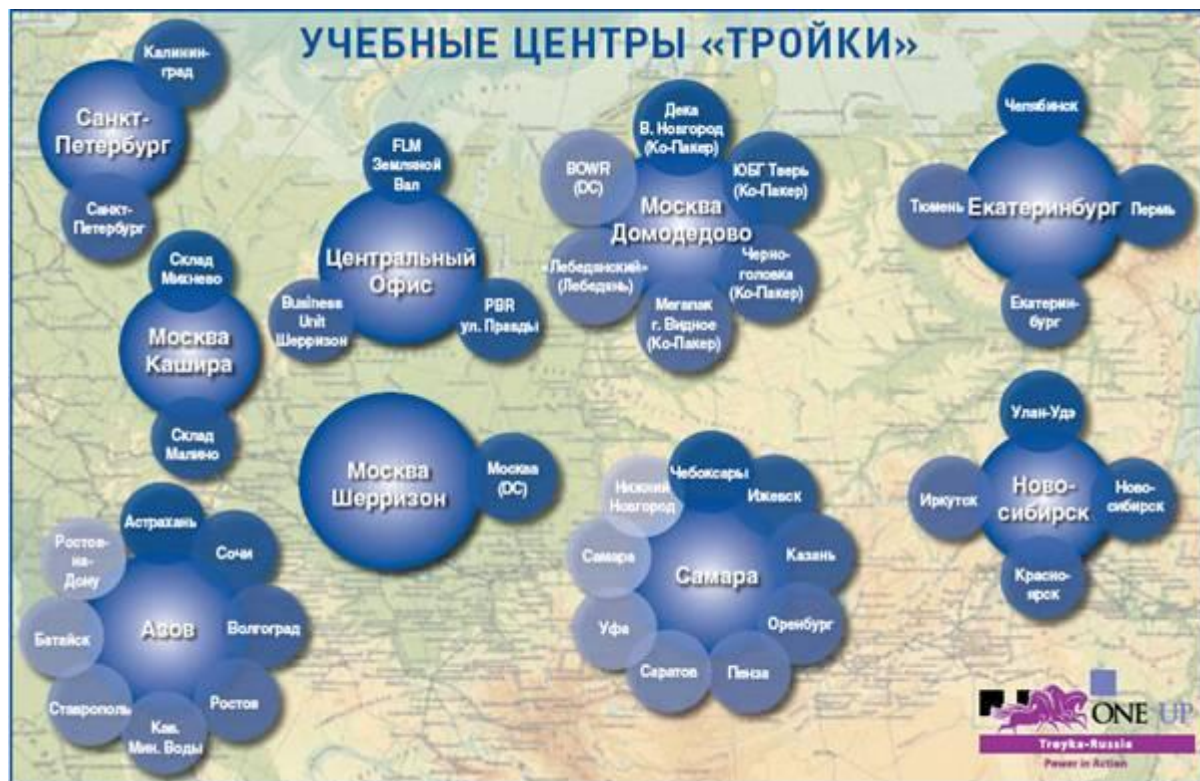 УЧЕБНЫЕ ЦЕНТРЫ «ТРОЙКИ»
Калинин-
град
Санкт-
Петербург
Санкт-
Петербург
FLM
Земляной
Вал
Центральный
Офис
Business
Unit
Шерризон
PBR
ул. Правды
Дека
В. Новгород
(Ко-Пакер)
BOWR
(DC)
ЮБГ Тверь
(Ко-Пакер)
Москва
Домодедово
«Лебедянский»
(Лебедянь)
Черно-
головка
(Ко-Пакер)
Мегапак
г. Видное
(Ко-Пакер)
Челябинск
Тюмень
Екатеринбург
Пермь
Екатерин-
бург
Склад
Михнево
Москва
Кашира
Склад
Малино
Москва
Шерризон
Москва
(DC)
Улан-Удэ
Иркутск
Ново-
сибирск
Ново-
сибирск
Красно-
ярск
Астрахань
Ростов-
на-
Дону
Сочи
Батайск
Азов
Волгоград
Ставрополь
Ростов
Кав.
Мин. Воды
Чебоксары
Нижний
Новгород
Ижевск
Самара
Казань
Самара
Уфа
Оренбург
Саратов
Пенза
ONE UP
Troyka-Russia
Power in Action